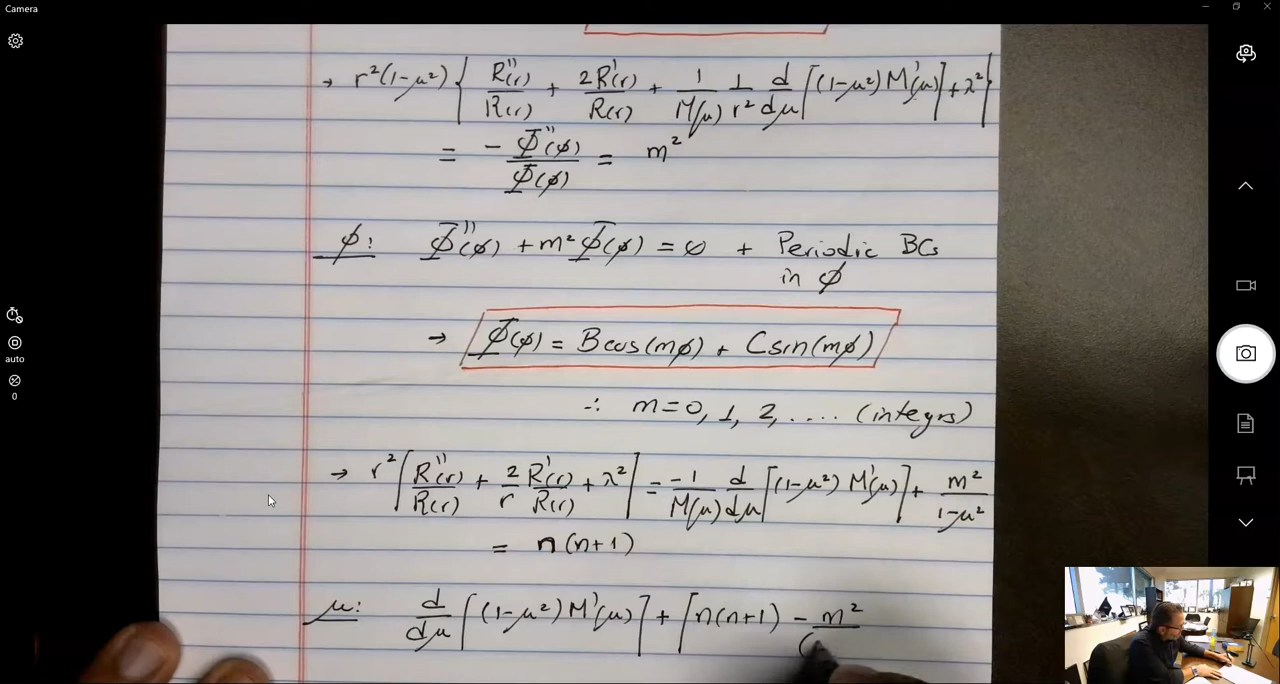 Camera
→ r²(1-μ²) { R''(r)/R(r) + 2R'(r)/R(r) + 1/M(μ) 1/r² d/dμ [(1-μ²) M'(μ)] + λ² }
= - Φ''(φ)/Φ(φ) = m²
φ: Φ''(φ) + m²Φ(φ) = 0 + Periodic BCs
in φ
→ Φ(φ) = Bcos(mφ) + Csin(mφ)
∴ m=0, 1, 2, .... (integrs)
→ r² [ R''(r)/R(r) + 2/r R'(r)/R(r) + λ² ] = -1/M(μ) d/dμ [(1-μ²) M'(μ)] + m²/1-μ²
= n(n+1)
μ: d/dμ [(1-μ²) M'(μ)] + [n(n+1) - m²/(
auto
0